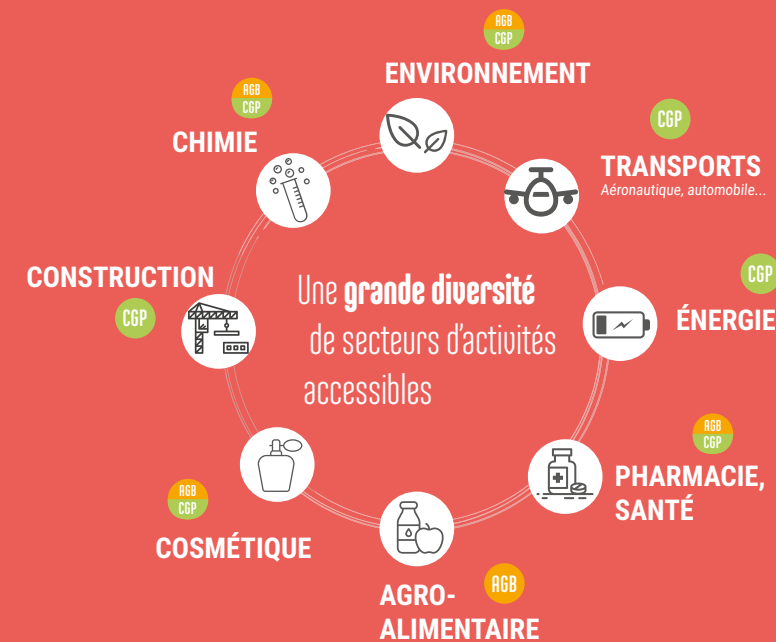 AGB
CGP
ENVIRONNEMENT
AGB
CGP
CHIMIE
CGP
TRANSPORTS
Aéronautique, automobile...
CONSTRUCTION
CGP
Une grande diversité
de secteurs d'activités
accessibles
CGP
ÉNERGIE
AGB
CGP
PHARMACIE,
SANTÉ
AGB
CGP
COSMÉTIQUE
AGB
AGRO-
ALIMENTAIRE